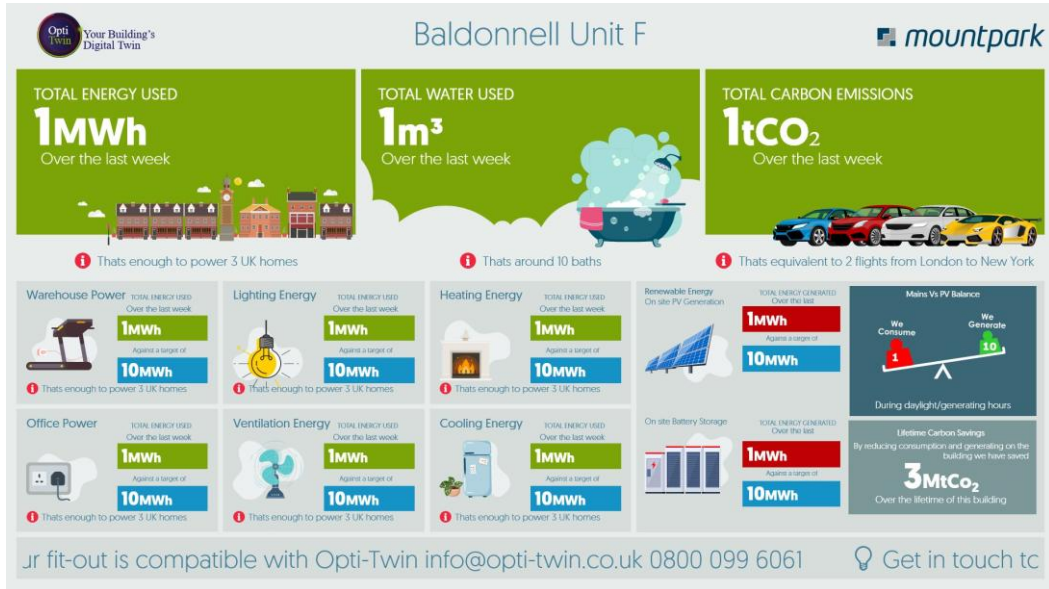 Opti
Twin
Your Building's
Digital Twin
Baldonnell Unit F
mountpark
TOTAL ENERGY USED
1MWh
Over the last week
Thats enough to power 3 UK homes
TOTAL WATER USED
1m³
Over the last week
Thats around 10 baths
TOTAL CARBON EMISSIONS
1tCO₂
Over the last week
Thats equivalent to 2 flights from London to New York
Warehouse Power
TOTAL ENERGY USED
Over the last week
1MWh
Against a target of
10MWh
Thats enough to power 3 UK homes
Lighting Energy
TOTAL ENERGY USED
Over the last week
1MWh
Against a target of
10MWh
Thats enough to power 3 UK homes
Heating Energy
TOTAL ENERGY USED
Over the last week
1MWh
Against a target of
10MWh
Thats enough to power 3 UK homes
Renewable Energy
On site PV Generation
TOTAL ENERGY GENERATED
Over the last
1MWh
Against a target of
10MWh
Mains Vs PV Balance
We
Consume
1
We
Generate
10
During daylight/generating hours
Office Power
TOTAL ENERGY USED
Over the last week
1MWh
Against a target of
10MWh
Thats enough to power 3 UK homes
Ventilation Energy
TOTAL ENERGY USED
Over the last week
1MWh
Against a target of
10MWh
Thats enough to power 3 UK homes
Cooling Energy
TOTAL ENERGY USED
Over the last week
1MWh
Against a target of
10MWh
Thats enough to power 3 UK homes
On site Battery Storage
TOTAL ENERGY GENERATED
Over the last
1MWh
Against a target of
10MWh
Lifetime Carbon Savings
By reducing consumption and generating on the
building we have saved
3MtCo₂
Over the lifetime of this building
ur fit-out is compatible with Opti-Twin info@opti-twin.co.uk 0800 099 6061
Get in touch tc